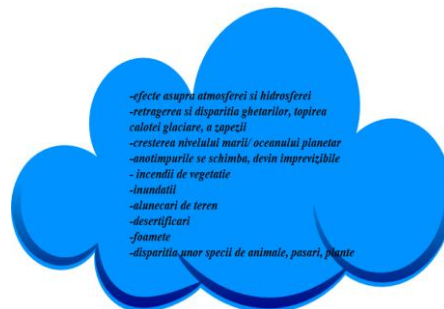 -efecte asupra atmosferei si hidrosferei
-retragerea si disparitia ghetarilor, topirea
calotei glaciare, a zapezii
-cresterea nivelului marii/ oceanului planetar
-anotimpurile se schimba, devin imprevizibile
- incendii de vegetatie
-inundatii
-alunecari de teren
-desertificari
-foamete
-disparitia unor specii de animale, pasari, plante